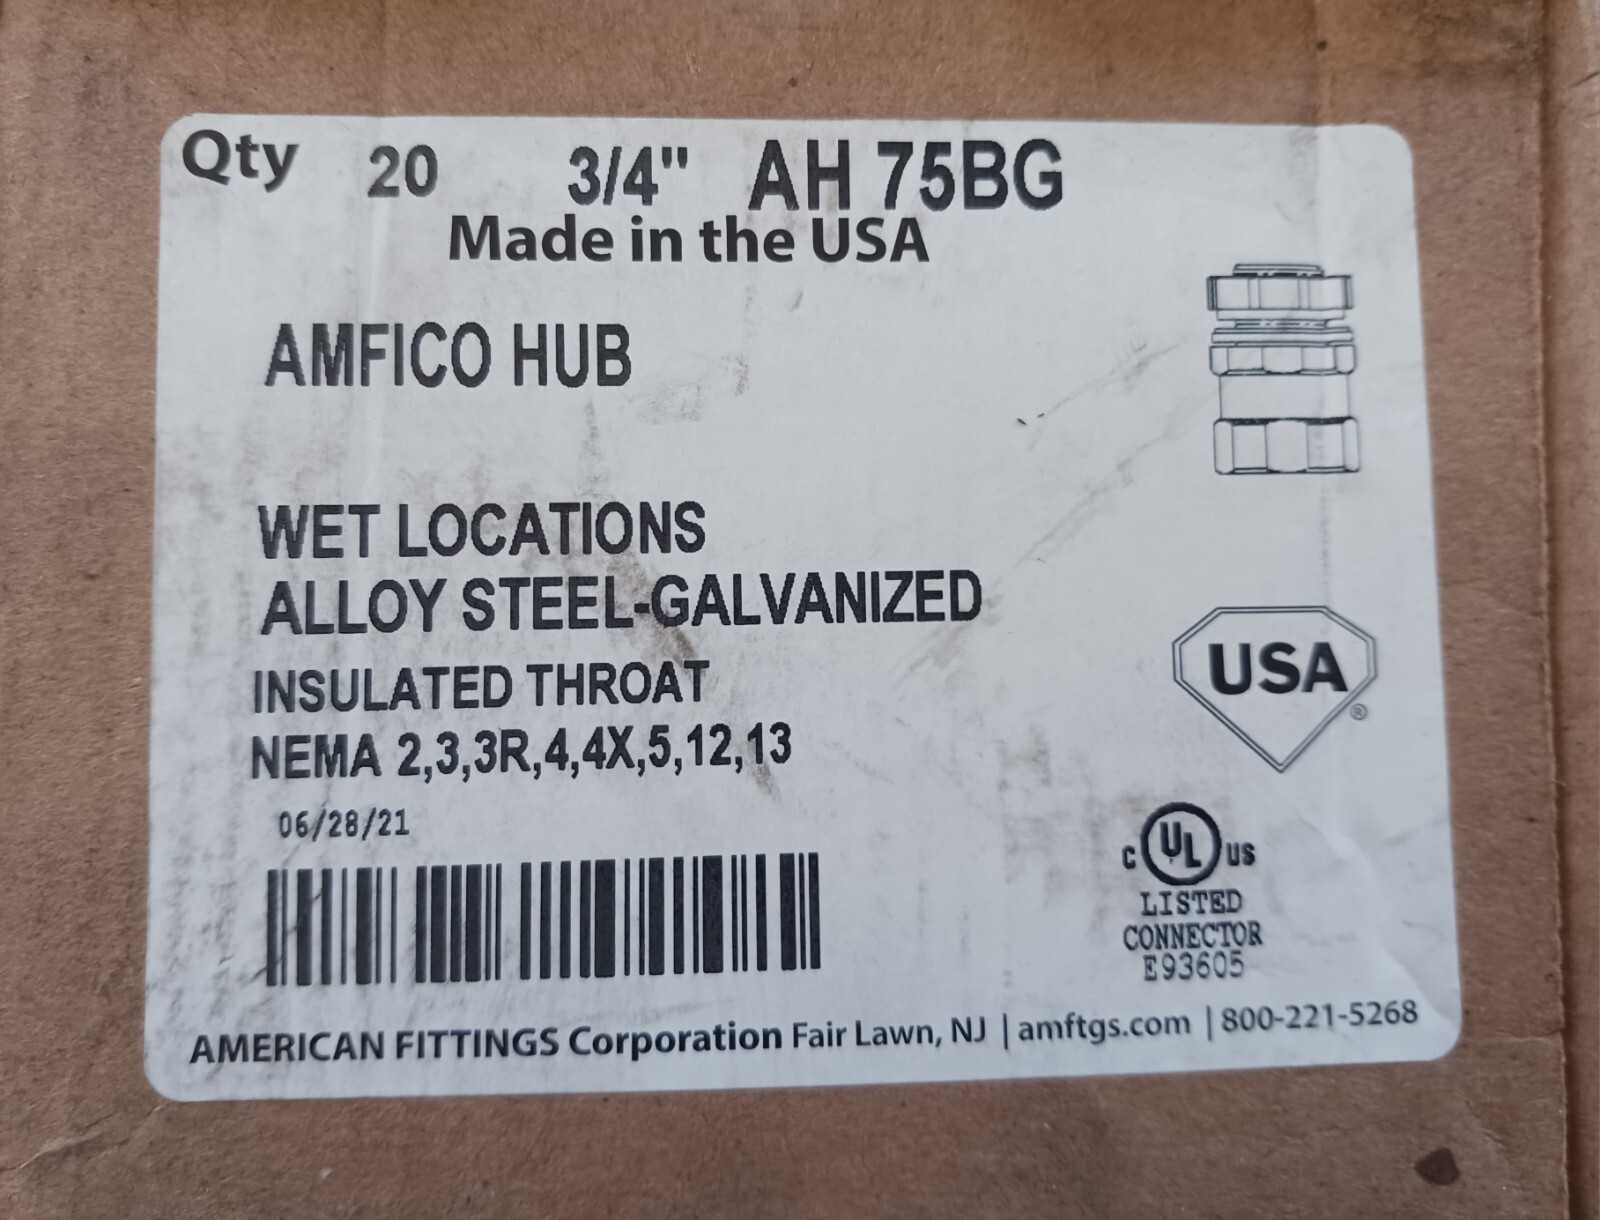 Qty 20 3/4" AH 75BG
Made in the USA
AMFICO HUB
WET LOCATIONS
ALLOY STEEL-GALVANIZED
INSULATED THROAT
NEMA 2,3,3R,4,4X,5,12,13
06/28/21
USA
®
C UL US
LISTED
CONNECTOR
E93605
AMERICAN FITTINGS Corporation Fair Lawn, NJ | amftgs.com | 800-221-5268